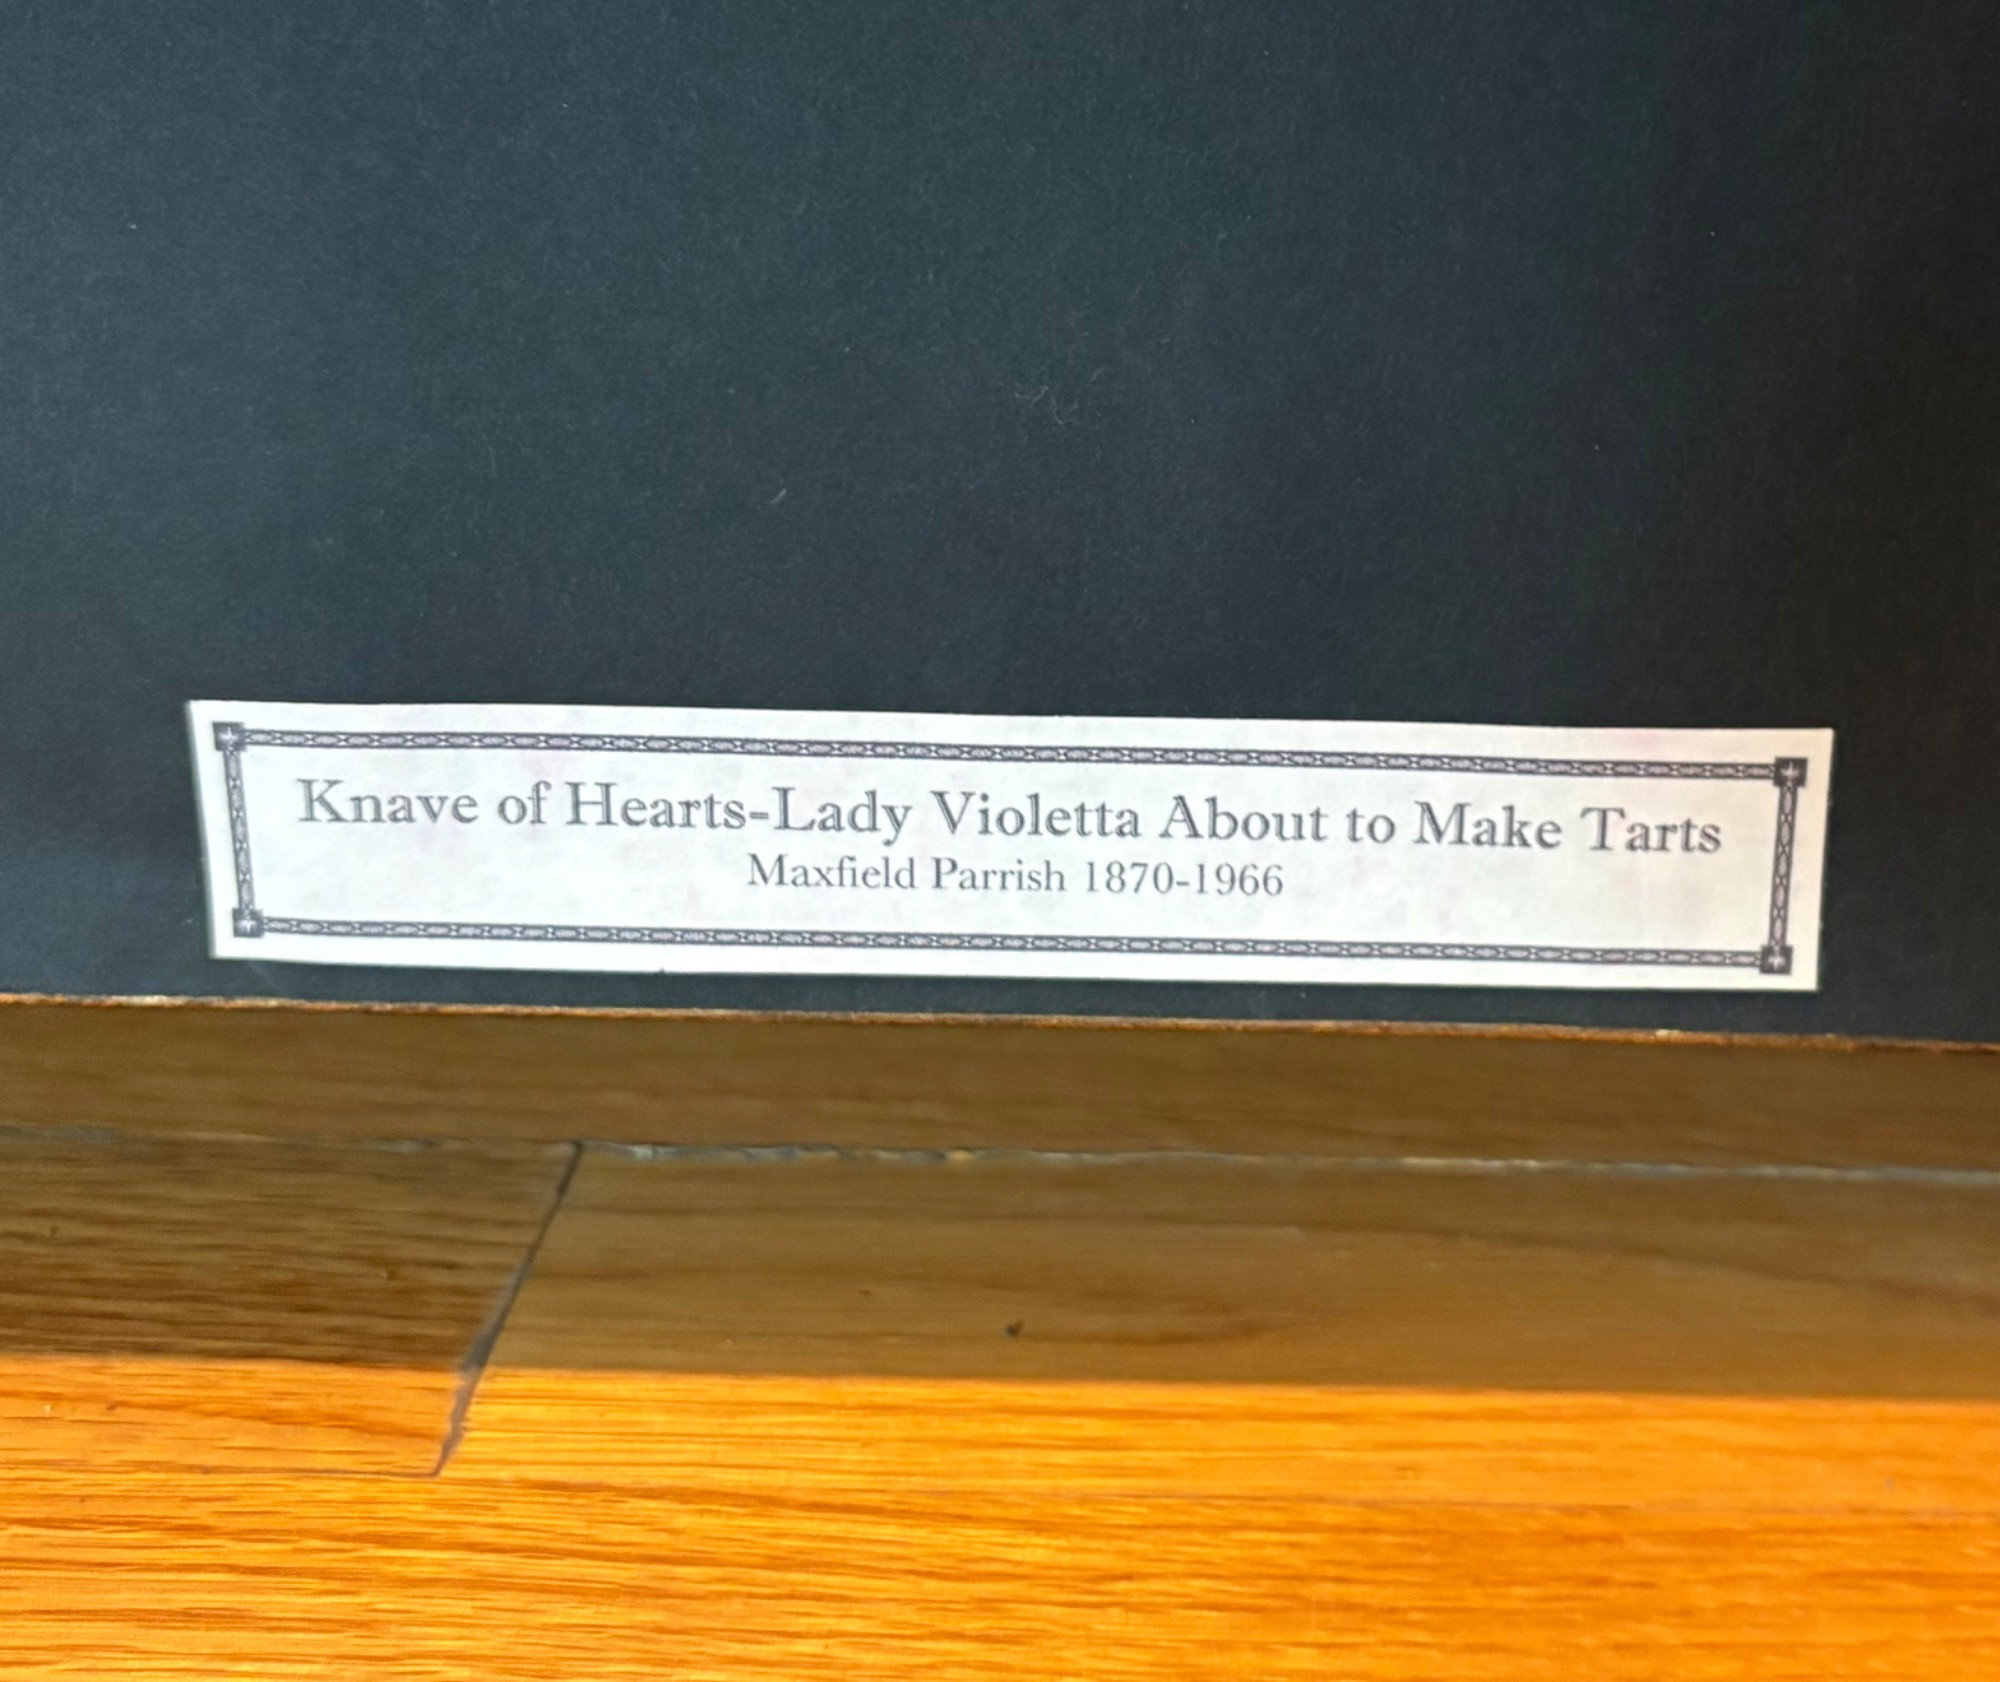 Knave of Hearts-Lady Violetta About to Make Tarts
Maxfield Parrish 1870-1966